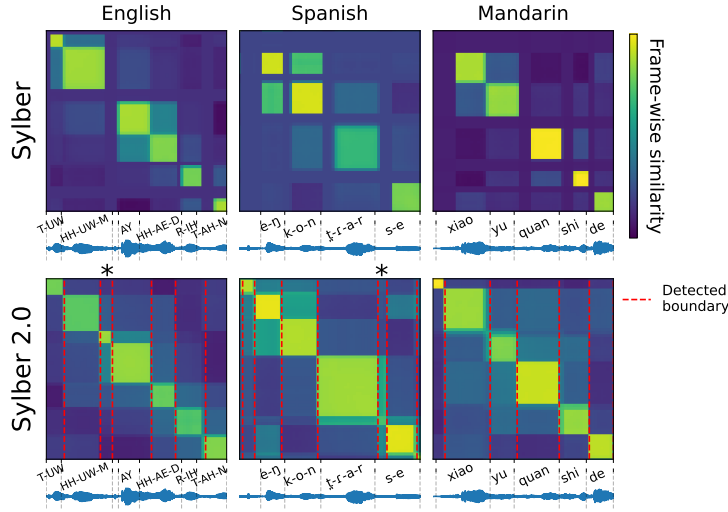 English Spanish Mandarin
Sylber
Frame-wise similarity
T-UW HH-UW-M AY HH-AE-D R-IH T-AH-N
e-ŋ k-o-n t̪-r-a-r s-e
xiao yu quan shi de
* *
Sylber 2.0
Detected
boundary
T-UW HH-UW-M AY HH-AE-D R-IH T-AH-N
e-ŋ k-o-n t̪-r-a-r s-e
xiao yu quan shi de